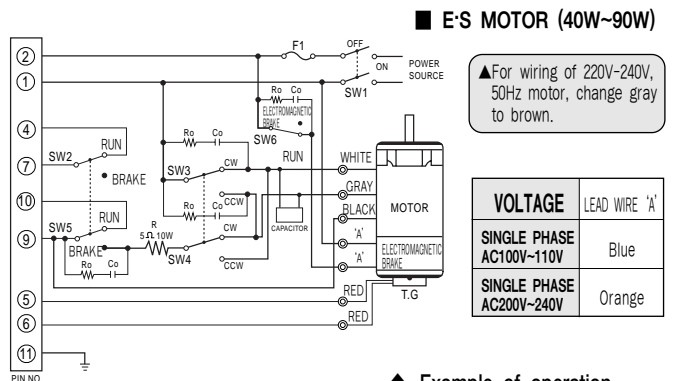 ■ E·S MOTOR (40W~90W)
F1
OFF
ON
POWER
SOURCE
SW1
▲For wiring of 220V-240V,
50Hz motor, change gray
to brown.
2
1
4
7
10
9
5
6
11
PIN NO
RUN
SW2
BRAKE
RUN
SW5
BRAKE
Ro Co
R
5Ω 10W
Ro Co
SW3
CW
CCW
Ro Co
CW
SW4
CCW
Ro Co
ELECTROMAGNETIC
BRAKE
SW6
RUN
CAPACITOR
WHITE
GRAY
BLACK
'A'
'A'
RED
RED
MOTOR
ELECTROMAGNETIC
BRAKE
T.G
VOLTAGE LEAD WIRE 'A'
SINGLE PHASE
AC100V~110V Blue
SINGLE PHASE
AC200V~240V Orange
◆ Example of operation